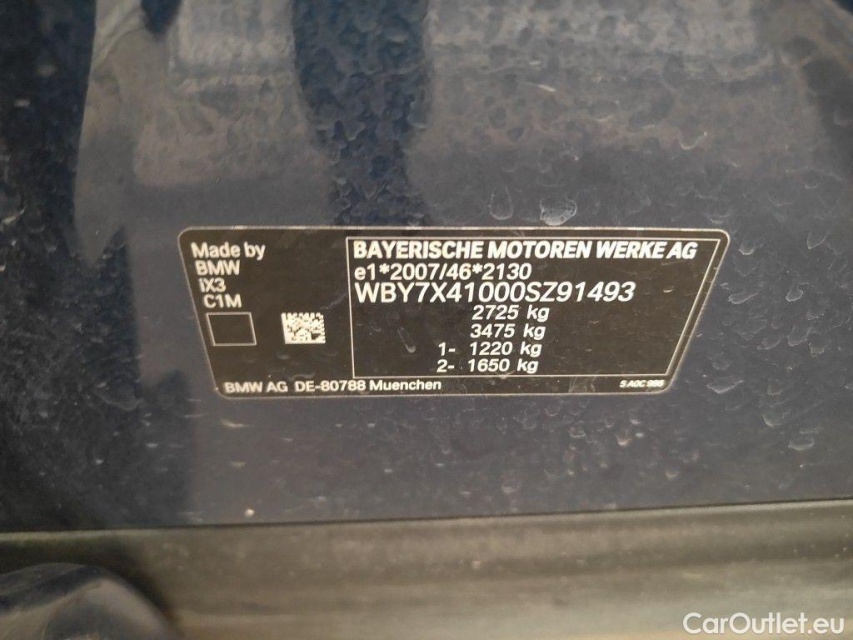 Made by
BMW
IX3
C1M
BAYERISCHE MOTOREN WERKE AG
e1*2007/46*2130
WBY7X41000SZ91493
2725 kg
3475 kg
1- 1220 kg
2- 1650 kg
BMW AG DE-80788 Muenchen
CarOutlet.eu